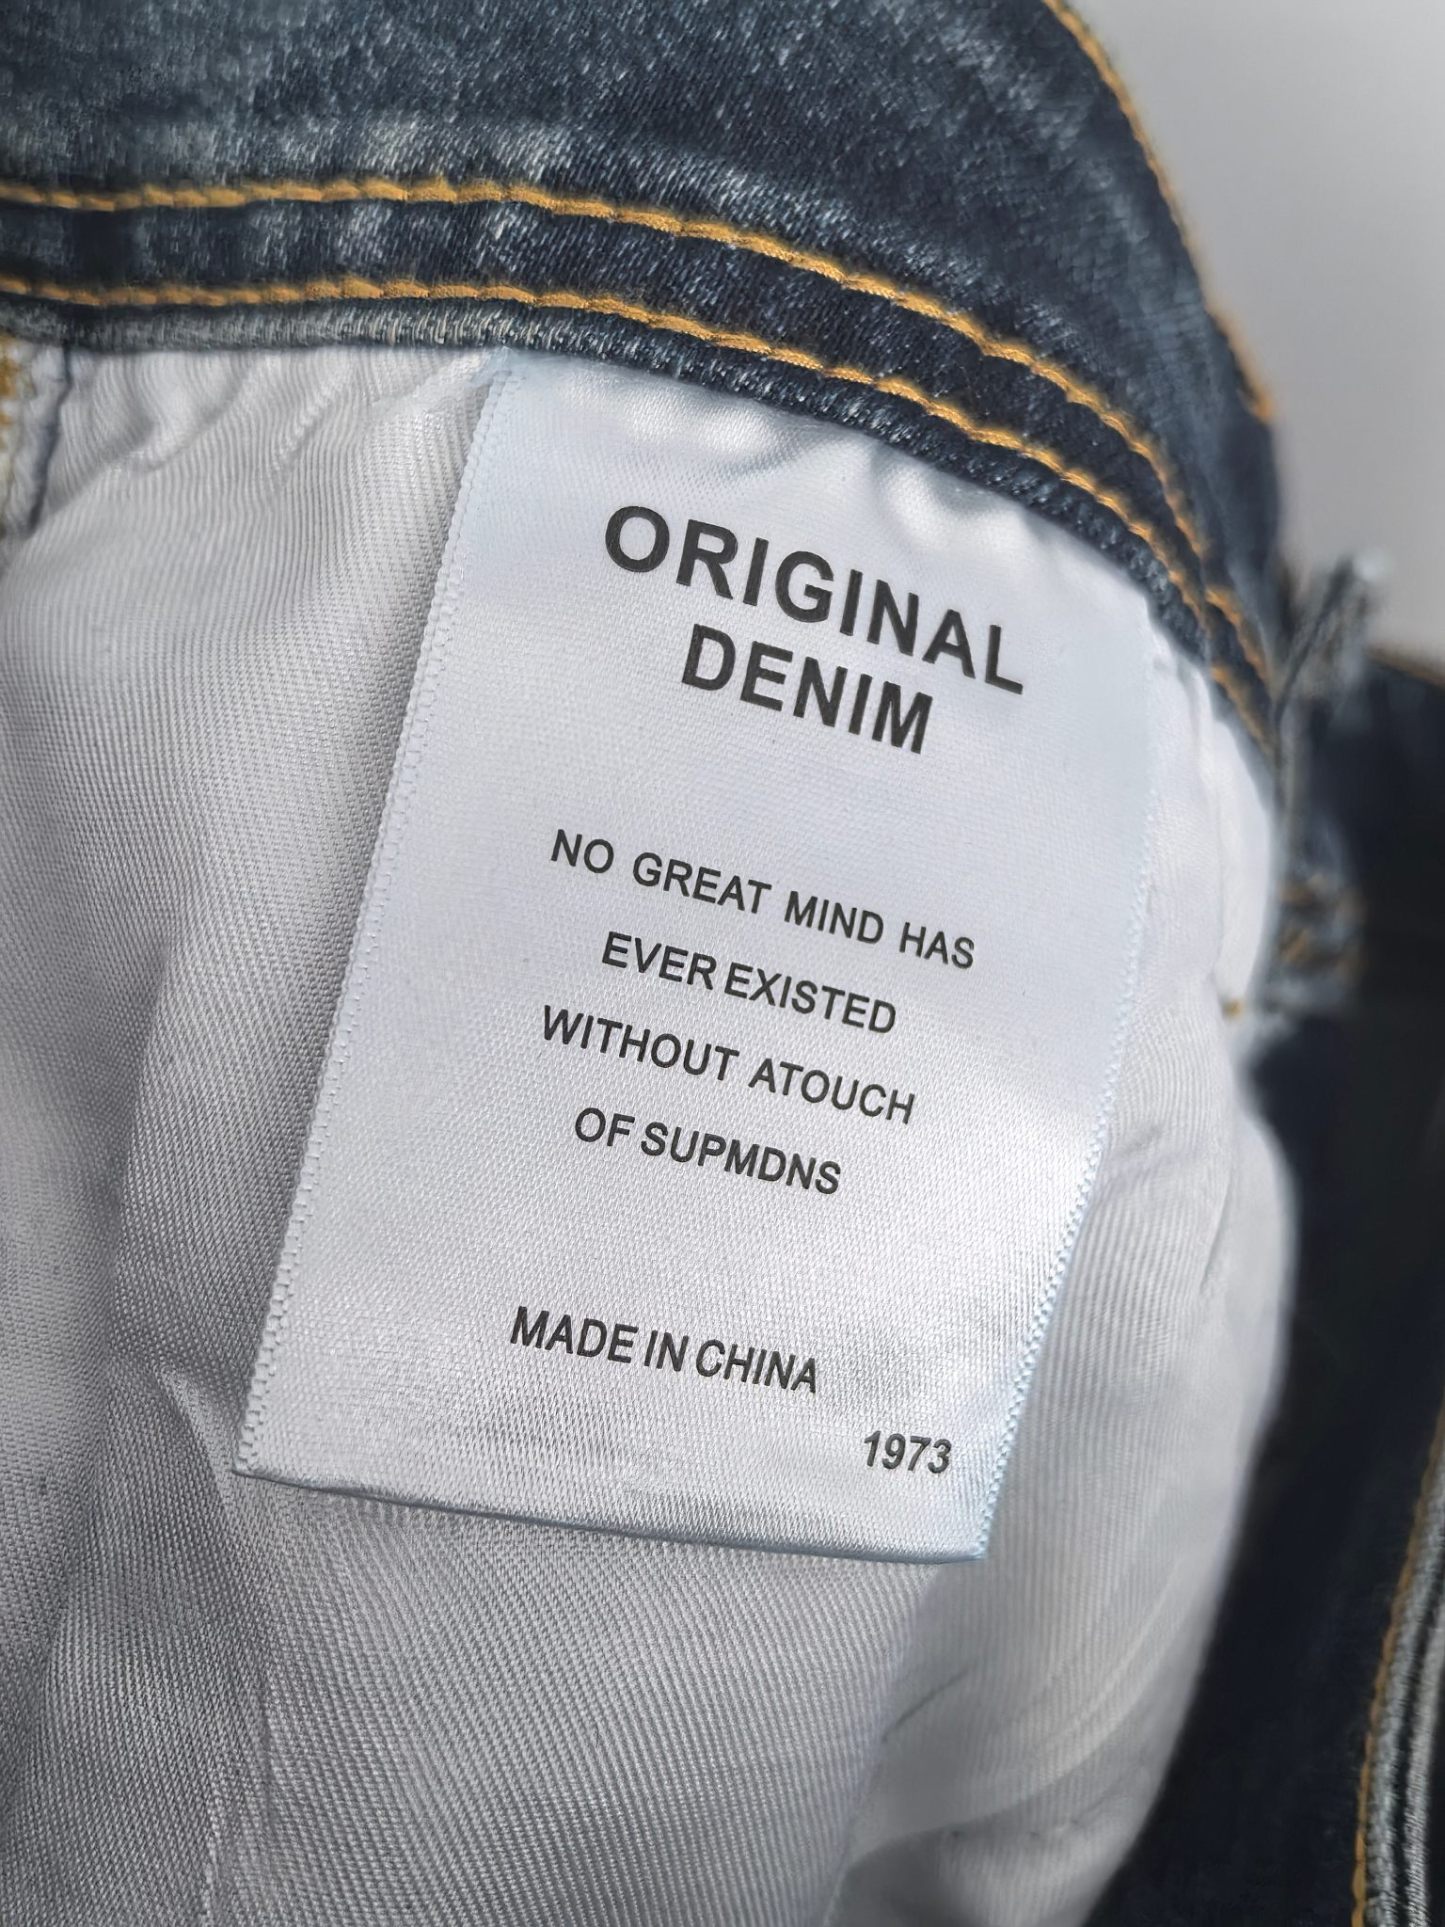 ORIGINAL
DENIM
NO GREAT MIND HAS
EVER EXISTED
WITHOUT ATOUCH
OF SUPMDNS
MADE IN CHINA
1973